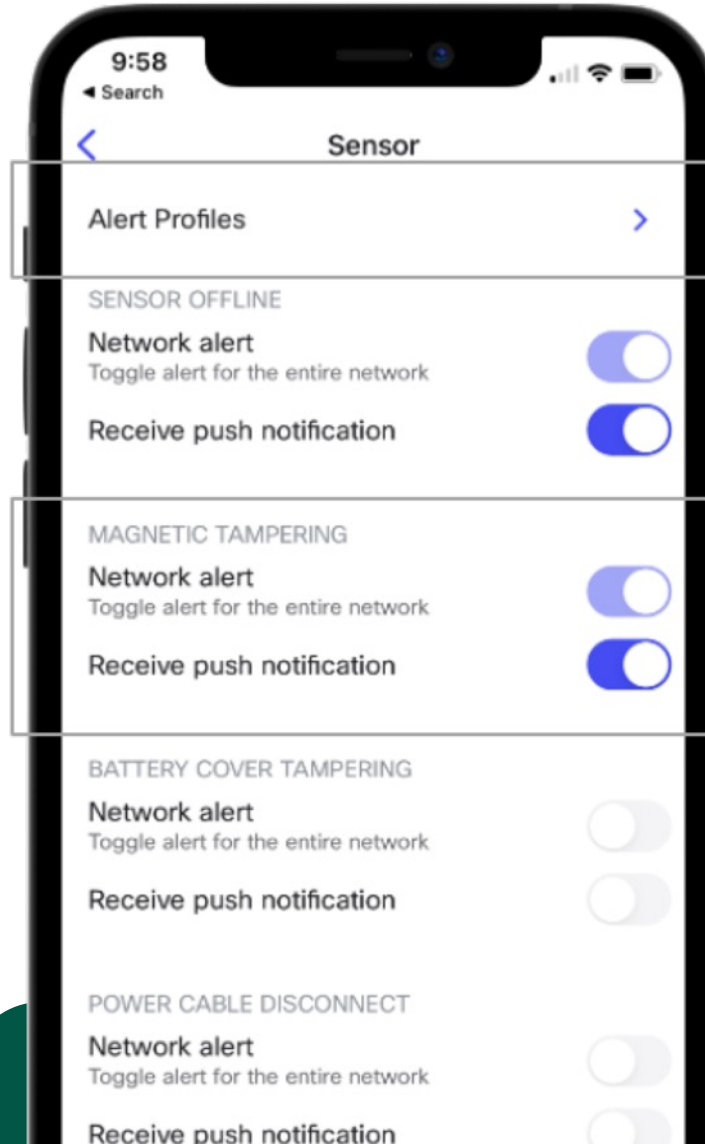 9:58
◀ Search
Sensor
Alert Profiles
SENSOR OFFLINE
Network alert
Toggle alert for the entire network
Receive push notification
MAGNETIC TAMPERING
Network alert
Toggle alert for the entire network
Receive push notification
BATTERY COVER TAMPERING
Network alert
Toggle alert for the entire network
Receive push notification
POWER CABLE DISCONNECT
Network alert
Toggle alert for the entire network
Receive push notification